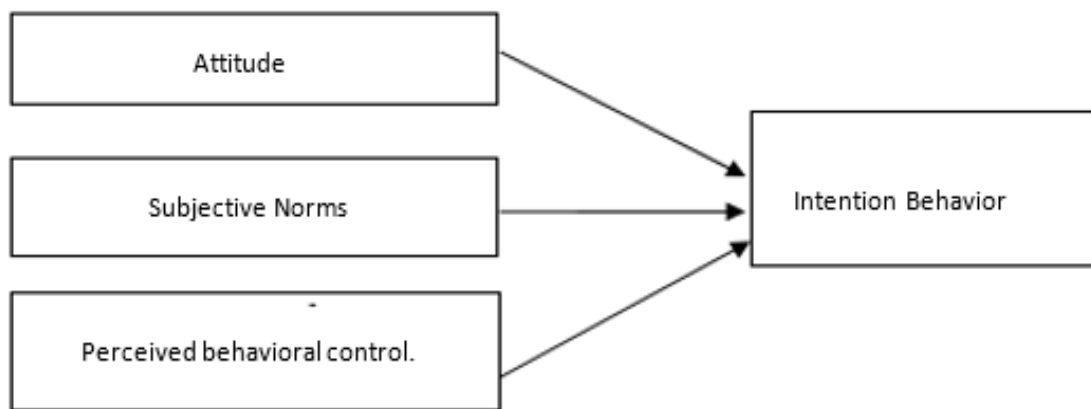 Attitude
Subjective Norms
Intention Behavior
-
Perceived behavioral control.